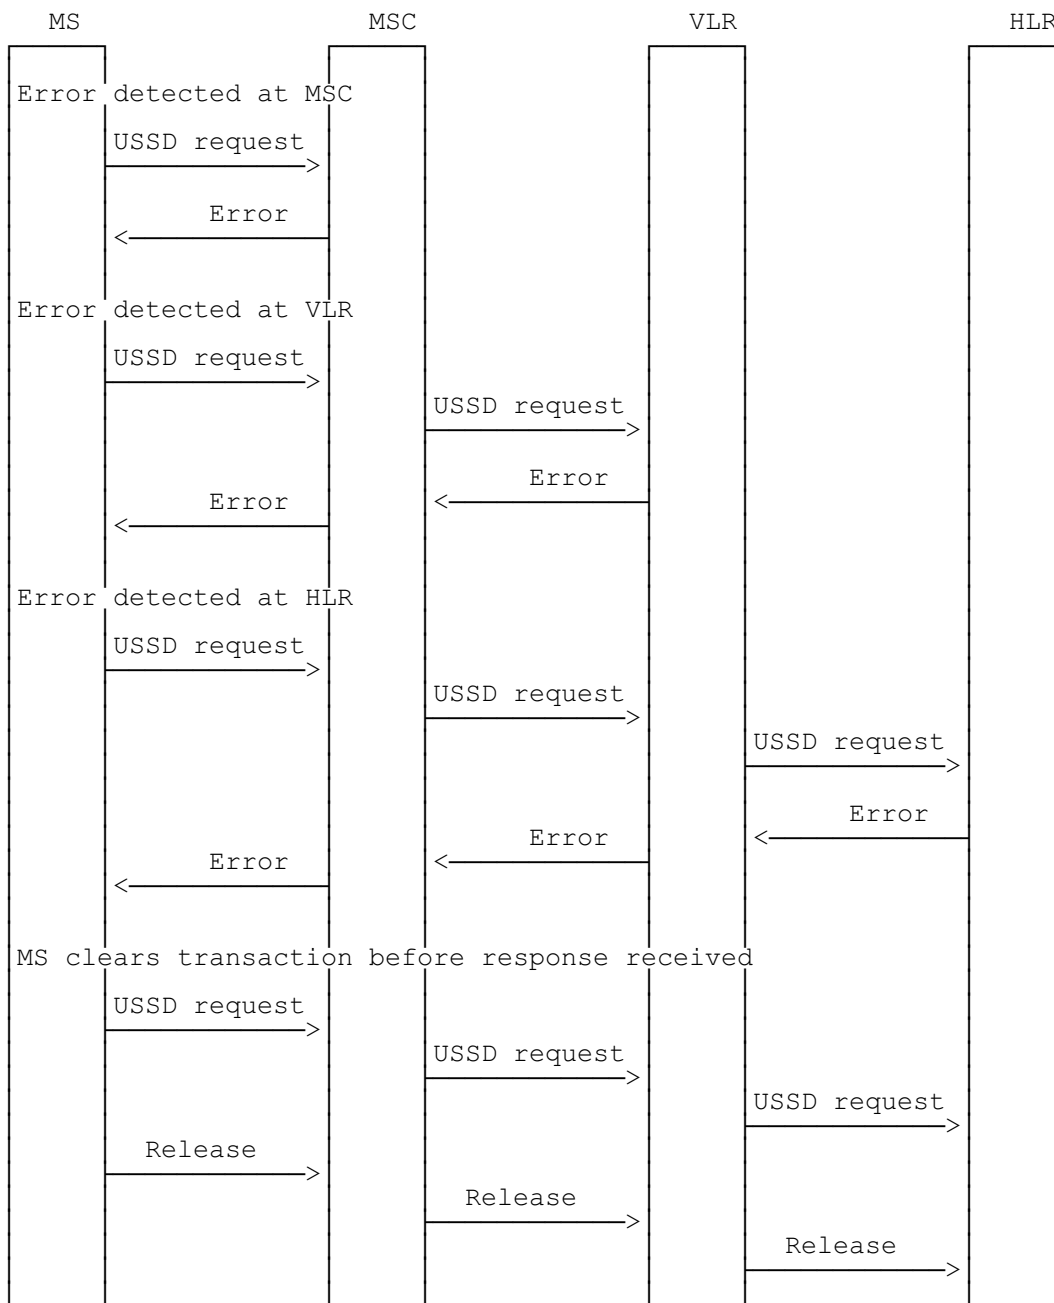 MS MSC VLR HLR
Error detected at MSC
USSD request
Error
Error detected at VLR
USSD request
USSD request
Error
Error
Error detected at HLR
USSD request
USSD request
USSD request
Error
Error
Error
MS clears transaction before response received
USSD request
USSD request
USSD request
Release
Release
Release